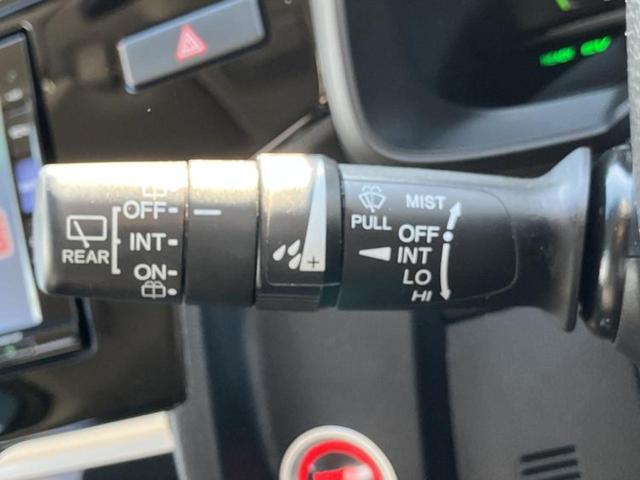 OFF
INT
ON
REAR
PULL
MIST
OFF
INT
LO
HI